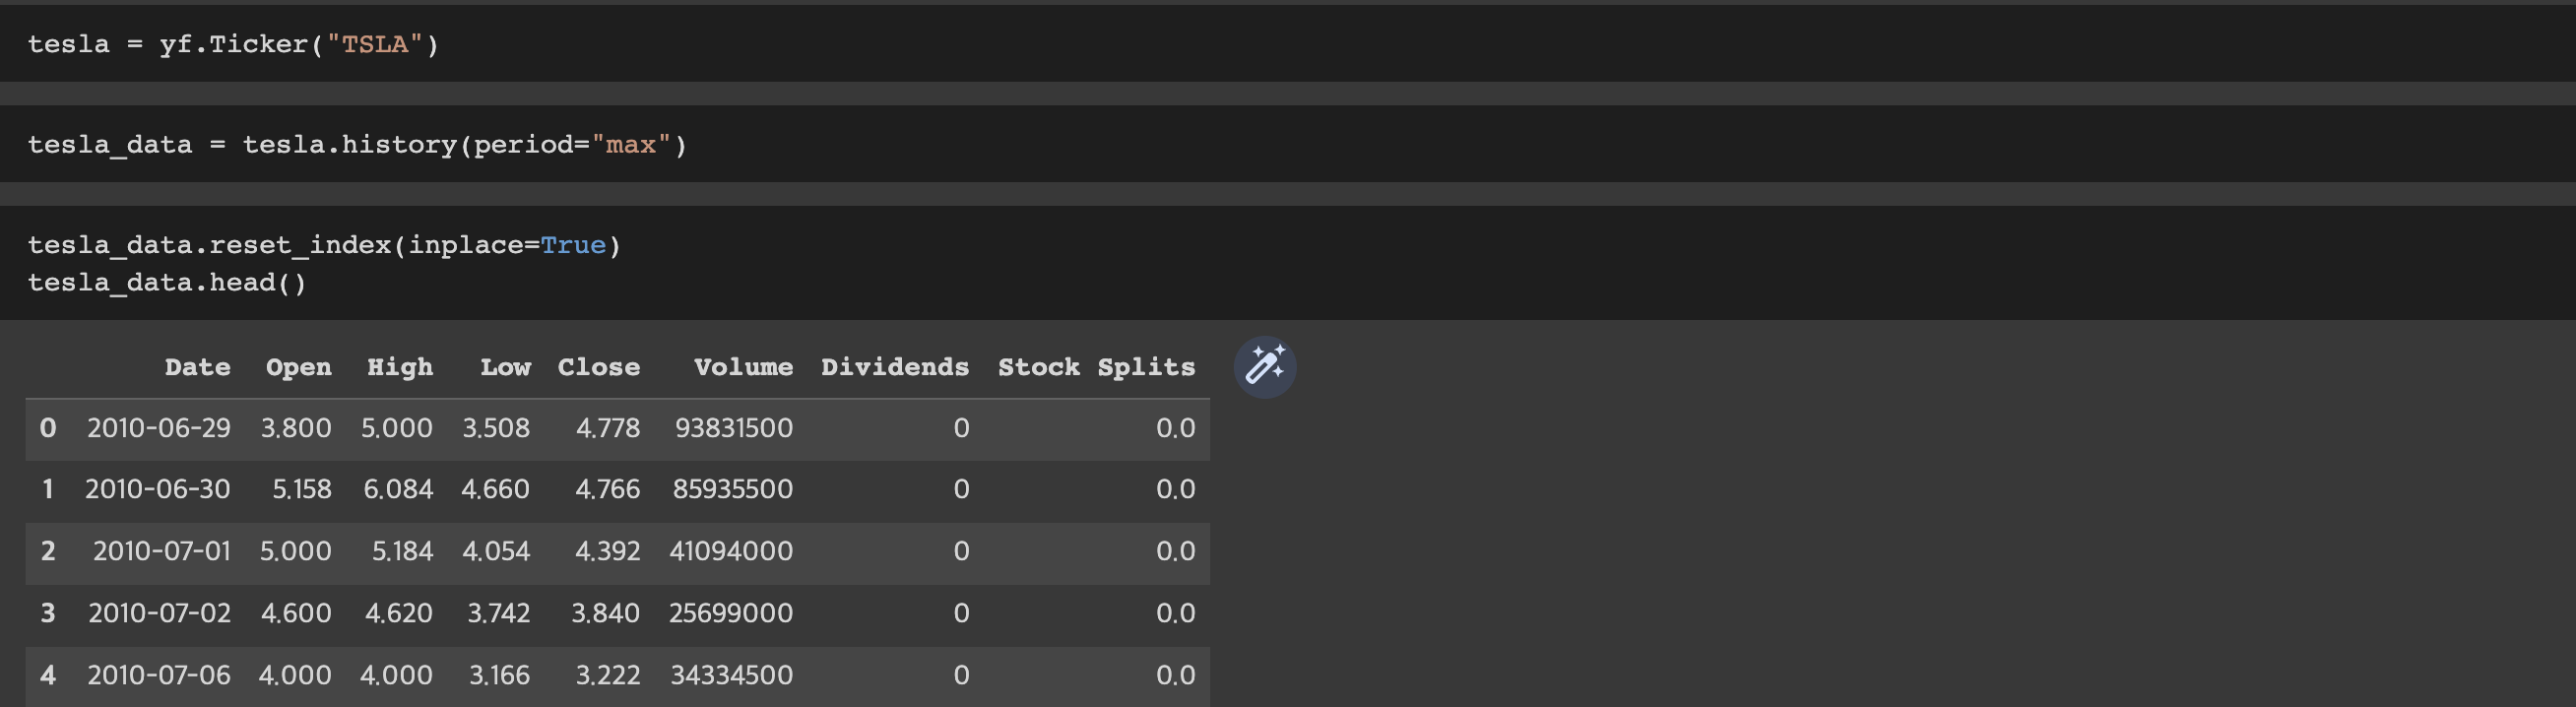 tesla = yf.Ticker("TSLA")
tesla_data = tesla.history(period="max")
tesla_data.reset_index(inplace=True)
tesla_data.head()
Date Open High Low Close Volume Dividends Stock Splits
0 2010-06-29 3.800 5.000 3.508 4.778 93831500 0 0.0
1 2010-06-30 5.158 6.084 4.660 4.766 85935500 0 0.0
2 2010-07-01 5.000 5.184 4.054 4.392 41094000 0 0.0
3 2010-07-02 4.600 4.620 3.742 3.840 25699000 0 0.0
4 2010-07-06 4.000 4.000 3.166 3.222 34334500 0 0.0